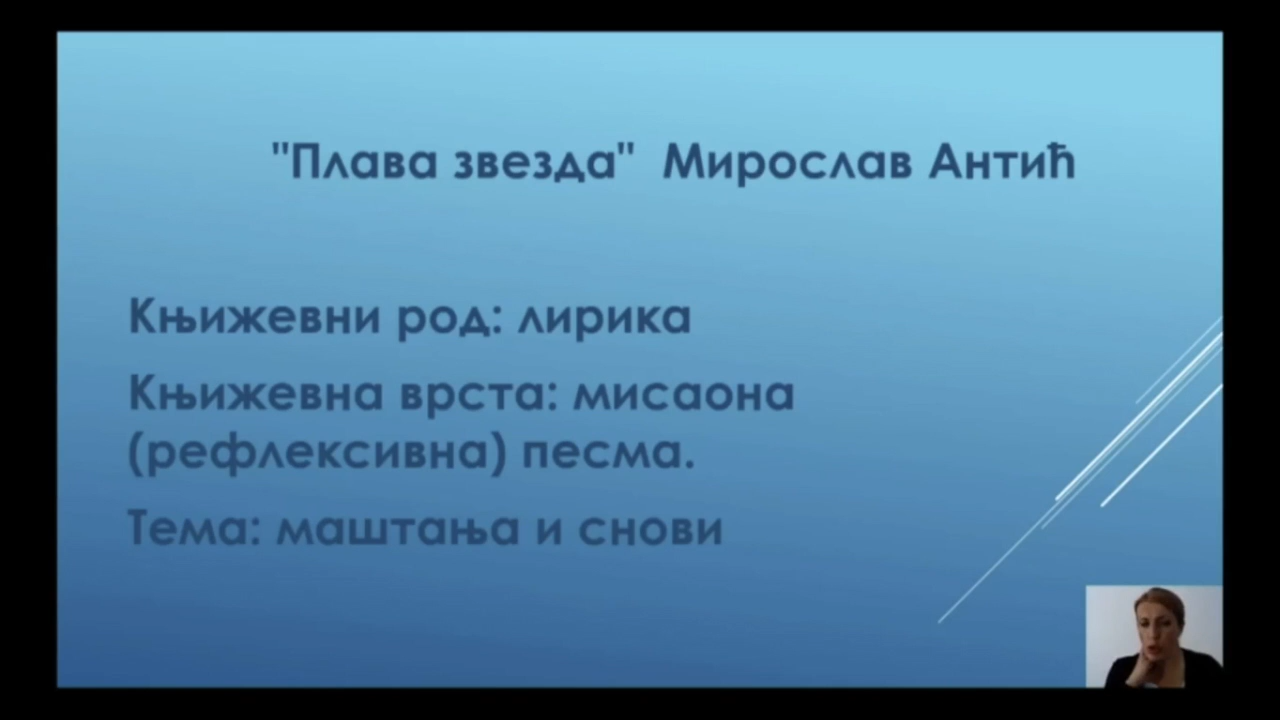 "Плава звезда" Мирослав Антић
Књижевни род: лирика
Књижевна врста: мисаона
(рефлексивна) песма.
Тема: маштања и снови